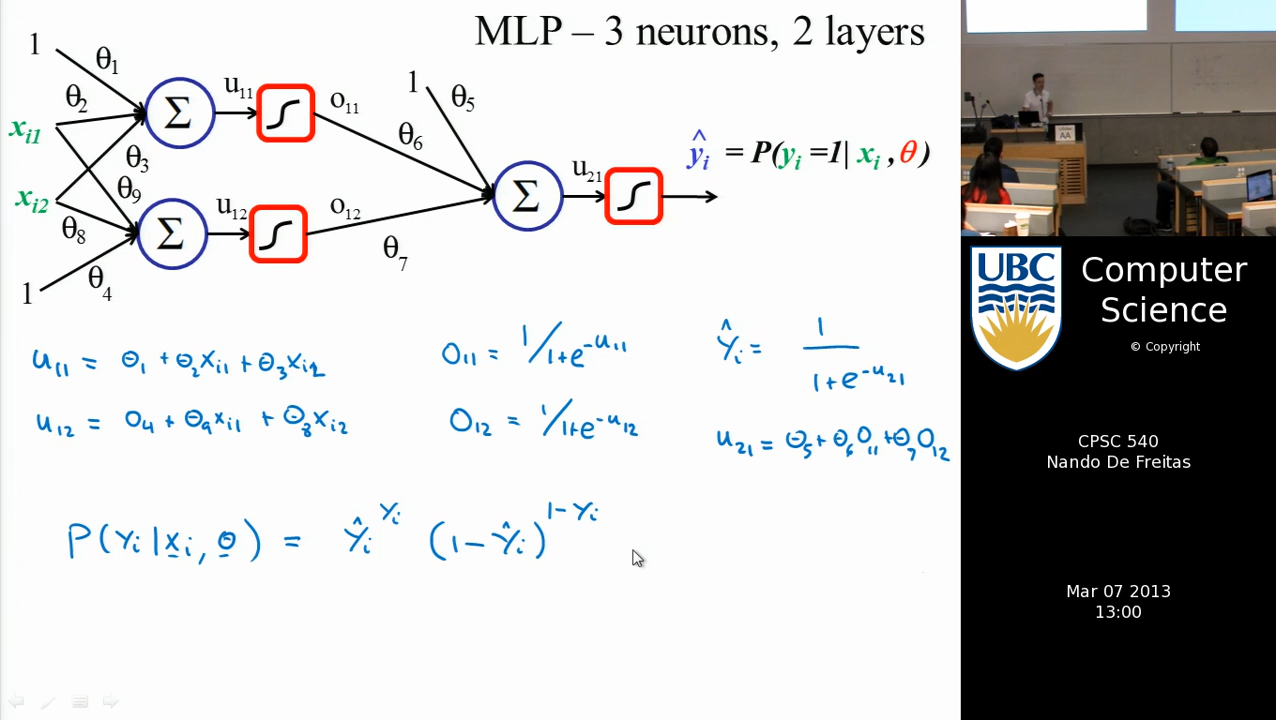 MLP – 3 neurons, 2 layers
1
θ1
θ2
xi1
θ3
θ9
xi2
θ8
θ4
1
Σ
u11
o11
Σ
u12
o12
1
θ5
θ6
θ7
Σ
u21
ŷi = P(yi =1| xi , θ)
u11 = θ1 + θ2xi1 + θ3xi2
u12 = θ4 + θ9xi1 + θ8xi2
O11 = 1/1+e^-u11
O12 = 1/1+e^-u12
ŷi = 1
1+e^-u21
u21 = θ5 + θ6O11 + θ7O12
P(yi|xi, θ) = ŷi^yi (1 - ŷi)^1-yi
AA
UBC
Computer
Science
© Copyright
CPSC 540
Nando De Freitas
Mar 07 2013
13:00